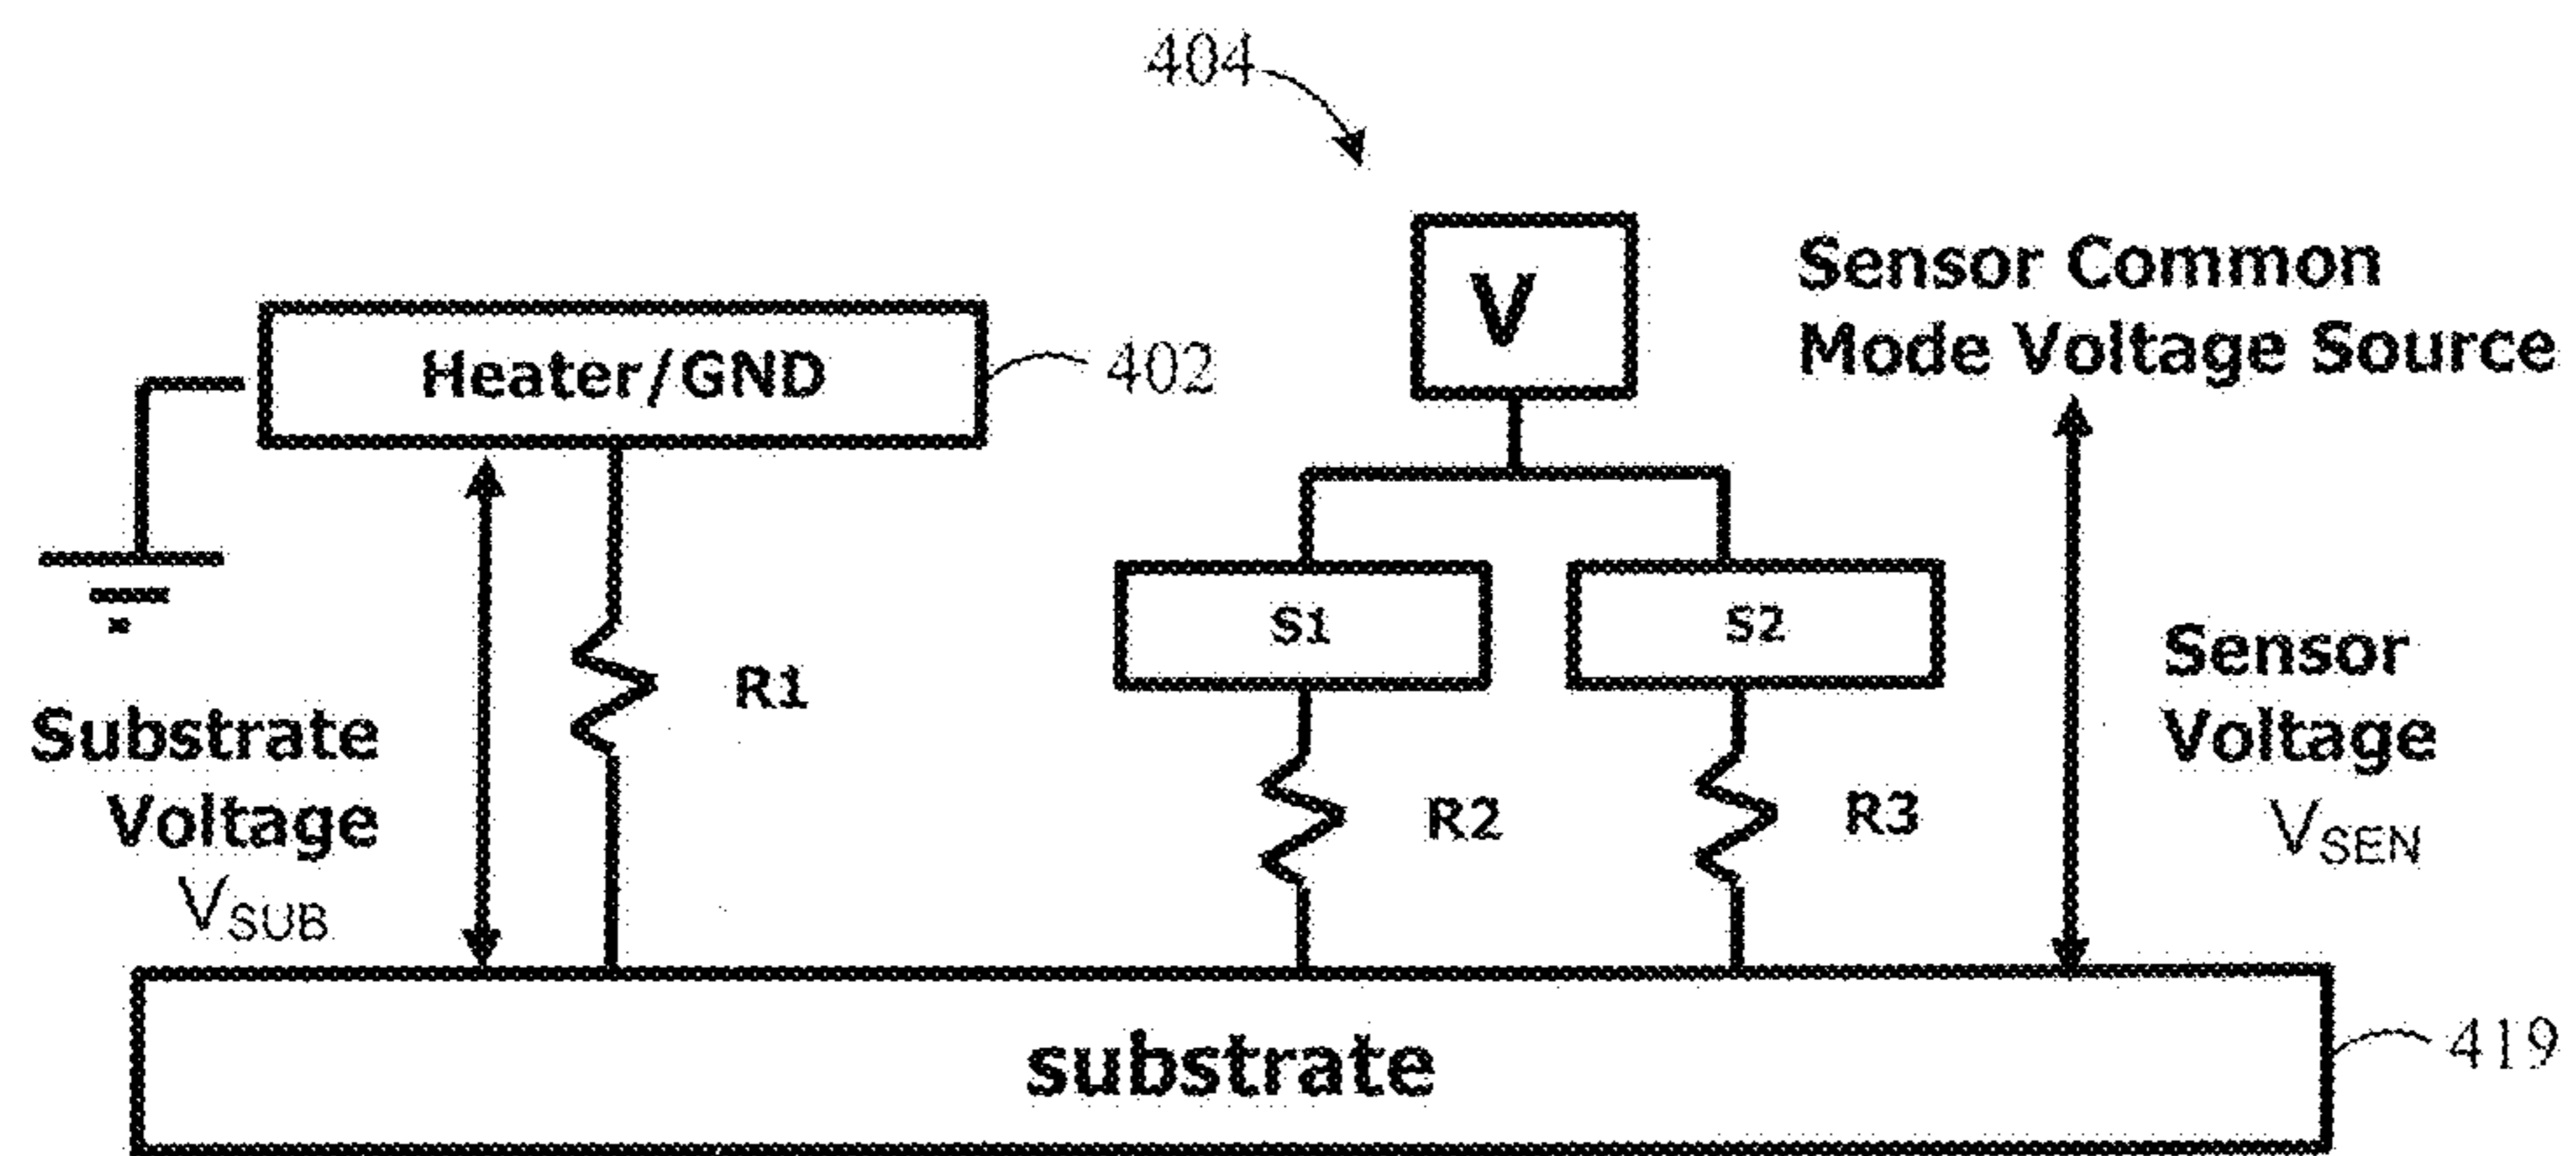 404
V
Sensor Common
Mode Voltage Source
Heater/GND
402
S1
S2
R1
R2
R3
Substrate
Voltage
VSUB
Sensor
Voltage
VSEN
substrate
419